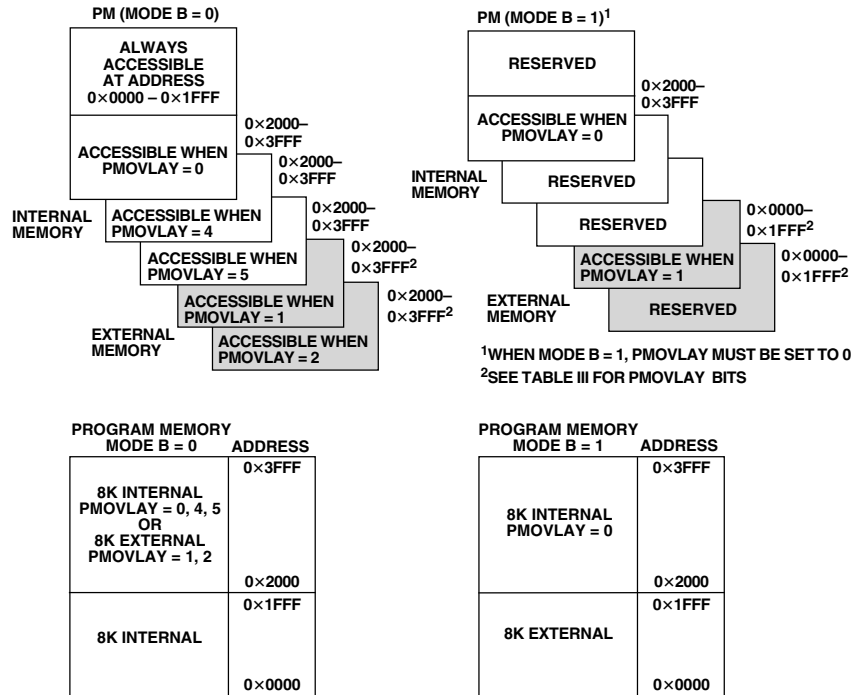 PM (MODE B = 0)
ALWAYS
ACCESSIBLE
AT ADDRESS
0×0000 – 0×1FFF
0×2000–
0×3FFF
ACCESSIBLE WHEN
PMOVLAY = 0
0×2000–
0×3FFF
INTERNAL
MEMORY
ACCESSIBLE WHEN
PMOVLAY = 4
0×2000–
0×3FFF
ACCESSIBLE WHEN
PMOVLAY = 5
0×2000–
0×3FFF2
ACCESSIBLE WHEN
PMOVLAY = 1
0×2000–
0×3FFF2
EXTERNAL
MEMORY
ACCESSIBLE WHEN
PMOVLAY = 2
PM (MODE B = 1)1
RESERVED
0×2000–
0×3FFF
ACCESSIBLE WHEN
PMOVLAY = 0
INTERNAL
MEMORY
RESERVED
RESERVED
0×0000–
0×1FFF2
ACCESSIBLE WHEN
PMOVLAY = 1
0×0000–
0×1FFF2
EXTERNAL
MEMORY
RESERVED
1WHEN MODE B = 1, PMOVLAY MUST BE SET TO 0
2SEE TABLE III FOR PMOVLAY BITS
PROGRAM MEMORY
MODE B = 0 ADDRESS
0×3FFF
8K INTERNAL
PMOVLAY = 0, 4, 5
OR
8K EXTERNAL
PMOVLAY = 1, 2
0×2000
0×1FFF
8K INTERNAL
0×0000
PROGRAM MEMORY
MODE B = 1 ADDRESS
0×3FFF
8K INTERNAL
PMOVLAY = 0
0×2000
0×1FFF
8K EXTERNAL
0×0000